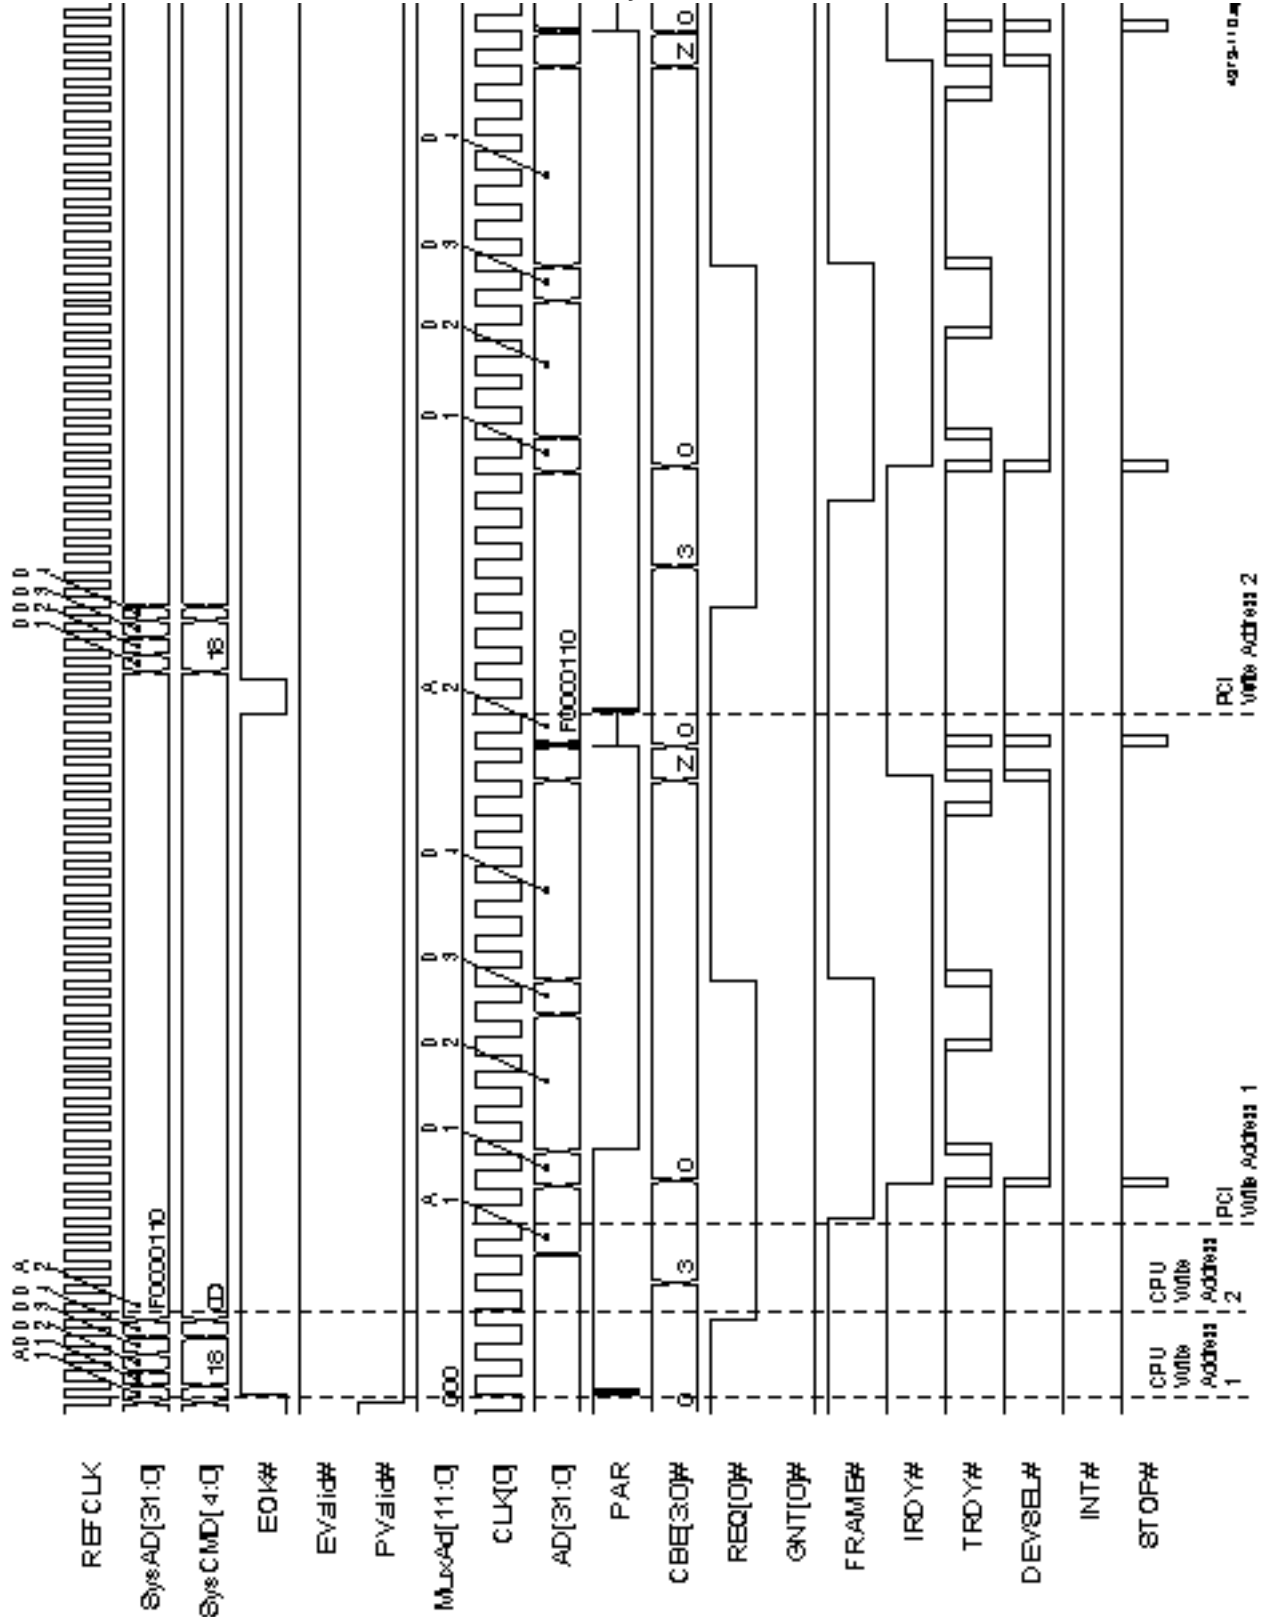 REFCLK
SysAD[31:0]
A 1
D 1
D 2
D 3
D 4
A 2
F0000110
D 1
D 2
D 3
D 4
SysCMD[4:0]
18
18
EOK#
EValid#
PValid#
MuxAd[11:0]
000
CLK[0]
AD[31:0]
A 1
D 1
D 2
D 3
D 4
A 2
F0000110
D 1
D 2
D 3
D 4
PAR
CBE[3:0]#
0
3
0
Z
0
3
0
Z
0
REQ[0]#
GNT[0]#
FRAME#
IRDY#
TRDY#
DEVSEL#
INT#
STOP#
CPU
Write
Address
1
CPU
Write
Address
2
PCI
Write Address 1
PCI
Write Address 2